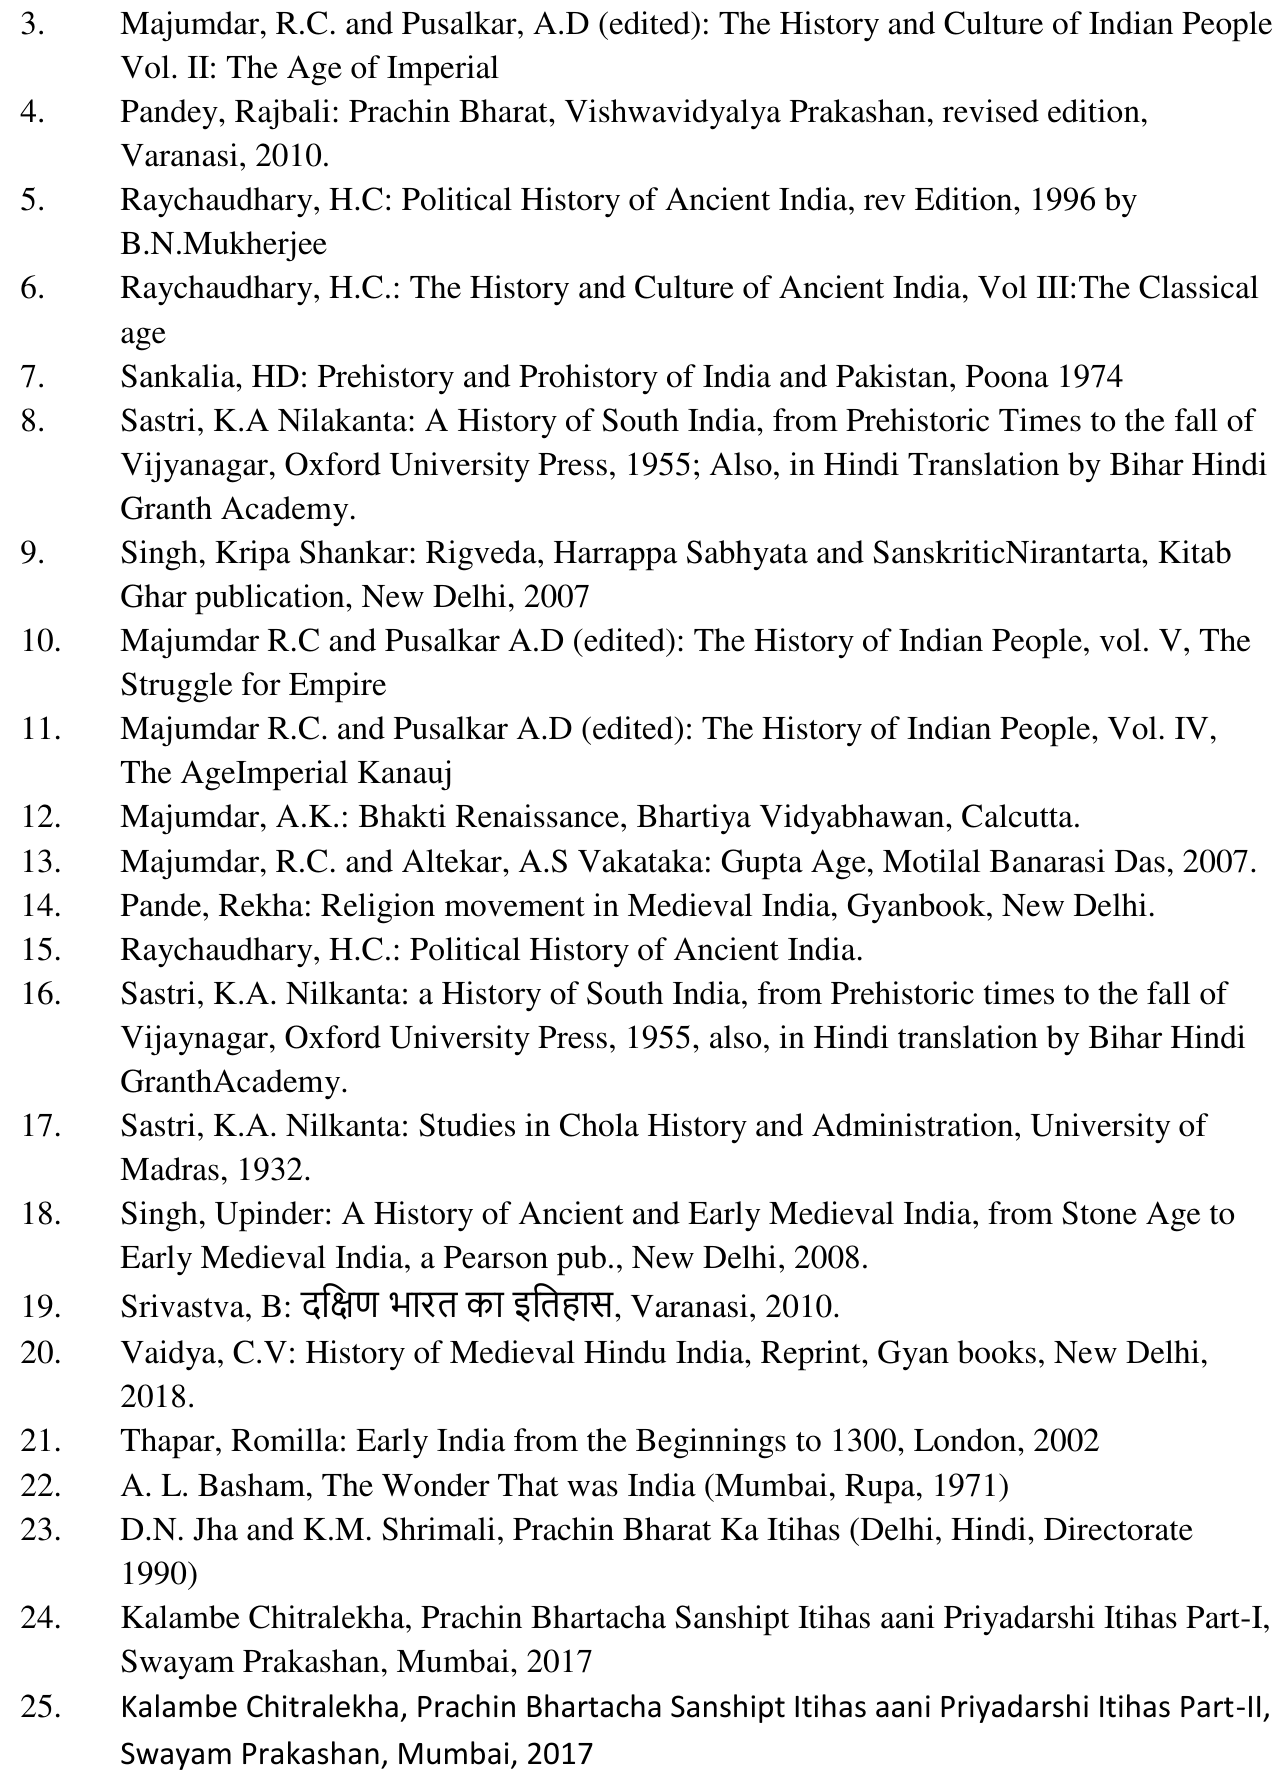 3. Majumdar, R.C. and Pusalkar, A.D (edited): The History and Culture of Indian People
Vol. II: The Age of Imperial
4. Pandey, Rajbali: Prachin Bharat, Vishwavidyalya Prakashan, revised edition,
Varanasi, 2010.
5. Raychaudhary, H.C: Political History of Ancient India, rev Edition, 1996 by
B.N.Mukherjee
6. Raychaudhary, H.C.: The History and Culture of Ancient India, Vol III:The Classical
age
7. Sankalia, HD: Prehistory and Prohistory of India and Pakistan, Poona 1974
8. Sastri, K.A Nilakanta: A History of South India, from Prehistoric Times to the fall of
Vijyanagar, Oxford University Press, 1955; Also, in Hindi Translation by Bihar Hindi
Granth Academy.
9. Singh, Kripa Shankar: Rigveda, Harrappa Sabhyata and SanskriticNirantarta, Kitab
Ghar publication, New Delhi, 2007
10. Majumdar R.C and Pusalkar A.D (edited): The History of Indian People, vol. V, The
Struggle for Empire
11. Majumdar R.C. and Pusalkar A.D (edited): The History of Indian People, Vol. IV,
The AgeImperial Kanauj
12. Majumdar, A.K.: Bhakti Renaissance, Bhartiya Vidyabhawan, Calcutta.
13. Majumdar, R.C. and Altekar, A.S Vakataka: Gupta Age, Motilal Banarasi Das, 2007.
14. Pande, Rekha: Religion movement in Medieval India, Gyanbook, New Delhi.
15. Raychaudhary, H.C.: Political History of Ancient India.
16. Sastri, K.A. Nilkanta: a History of South India, from Prehistoric times to the fall of
Vijaynagar, Oxford University Press, 1955, also, in Hindi translation by Bihar Hindi
GranthAcademy.
17. Sastri, K.A. Nilkanta: Studies in Chola History and Administration, University of
Madras, 1932.
18. Singh, Upinder: A History of Ancient and Early Medieval India, from Stone Age to
Early Medieval India, a Pearson pub., New Delhi, 2008.
19. Srivastva, B: दक्षिण भारत का इतिहास, Varanasi, 2010.
20. Vaidya, C.V: History of Medieval Hindu India, Reprint, Gyan books, New Delhi,
2018.
21. Thapar, Romilla: Early India from the Beginnings to 1300, London, 2002
22. A. L. Basham, The Wonder That was India (Mumbai, Rupa, 1971)
23. D.N. Jha and K.M. Shrimali, Prachin Bharat Ka Itihas (Delhi, Hindi, Directorate
1990)
24. Kalambe Chitralekha, Prachin Bhartacha Sanshipt Itihas aani Priyadarshi Itihas Part-I,
Swayam Prakashan, Mumbai, 2017
25. Kalambe Chitralekha, Prachin Bhartacha Sanshipt Itihas aani Priyadarshi Itihas Part-II,
Swayam Prakashan, Mumbai, 2017